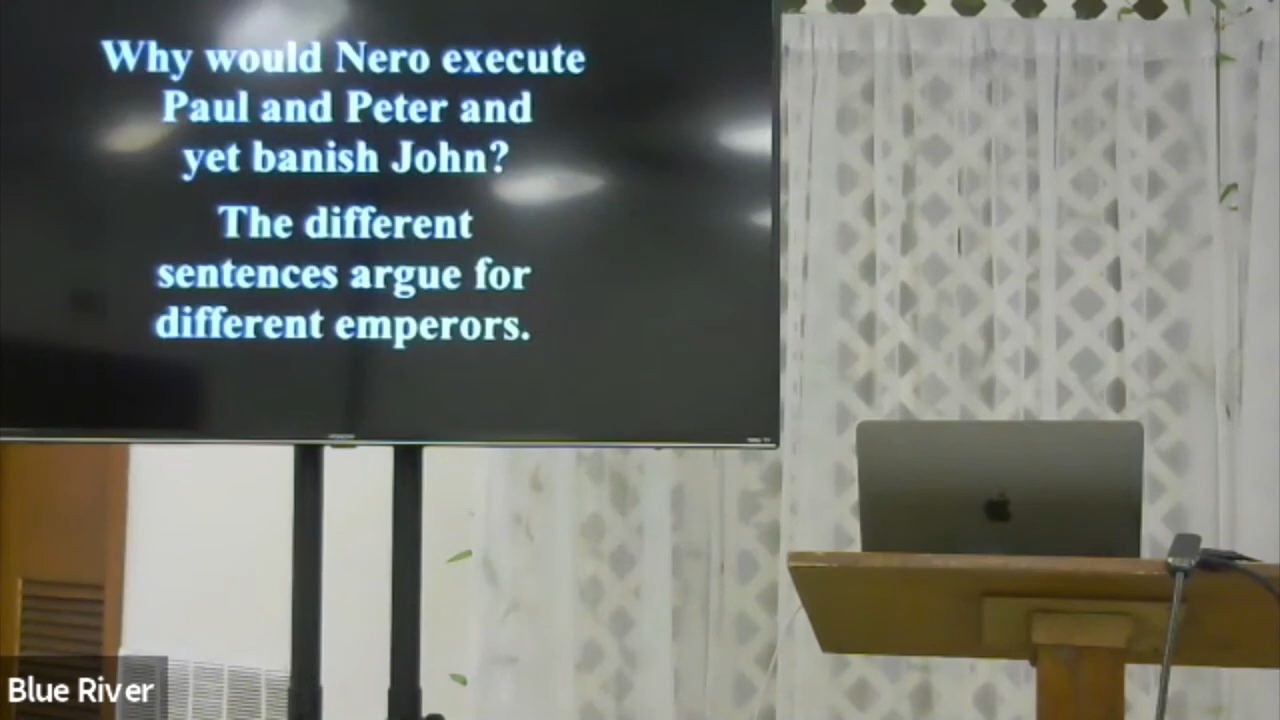 Why would Nero execute
Paul and Peter and
yet banish John?
The different
sentences argue for
different emperors.
Blue River